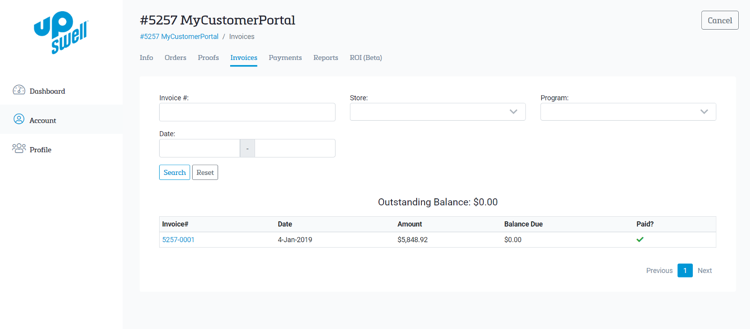 up swell
#5257 MyCustomerPortal
Cancel
#5257 MyCustomerPortal / Invoices
Info Orders Proofs Invoices Payments Reports ROI (Beta)
Dashboard
Account
Profile
Invoice #: Store: Program:
Date:
-
Search Reset
Outstanding Balance: $0.00
Invoice# Date Amount Balance Due Paid?
5257-0001 4-Jan-2019 $5,848.92 $0.00
Previous 1 Next